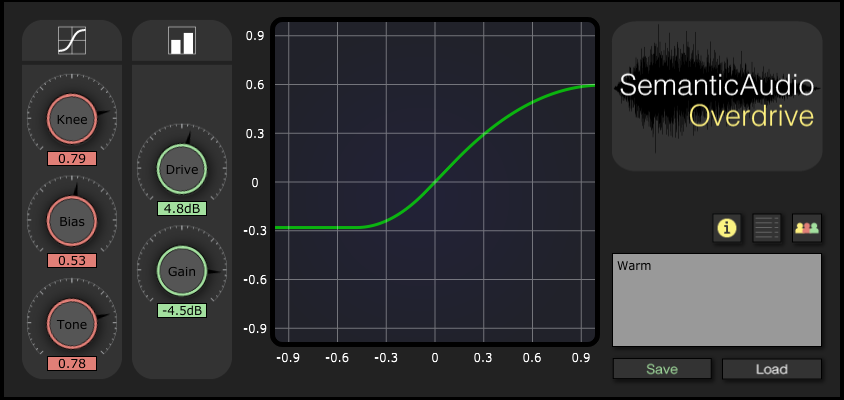 Knee
0.79
Bias
0.53
Tone
0.78
Drive
4.8dB
Gain
-4.5dB
0.9
0.6
0.3
0
-0.3
-0.6
-0.9
-0.9 -0.6 -0.3 0 0.3 0.6 0.9
SemanticAudio
Overdrive
i
Warm
Save Load